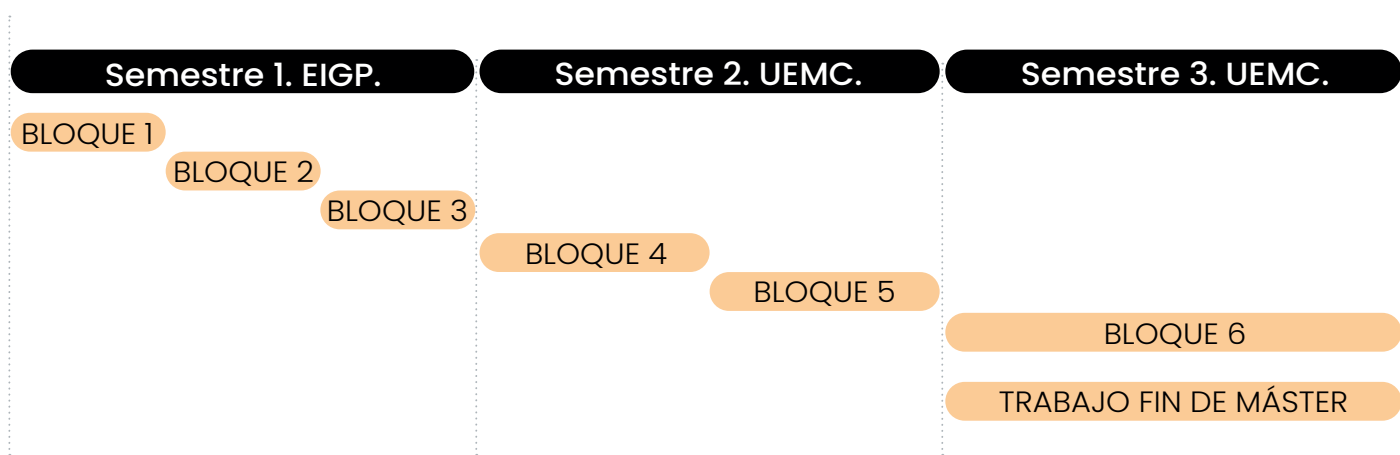 Semestre 1. EIGP.
Semestre 2. UEMC.
Semestre 3. UEMC.
BLOQUE 1
BLOQUE 2
BLOQUE 3
BLOQUE 4
BLOQUE 5
BLOQUE 6
TRABAJO FIN DE MÁSTER